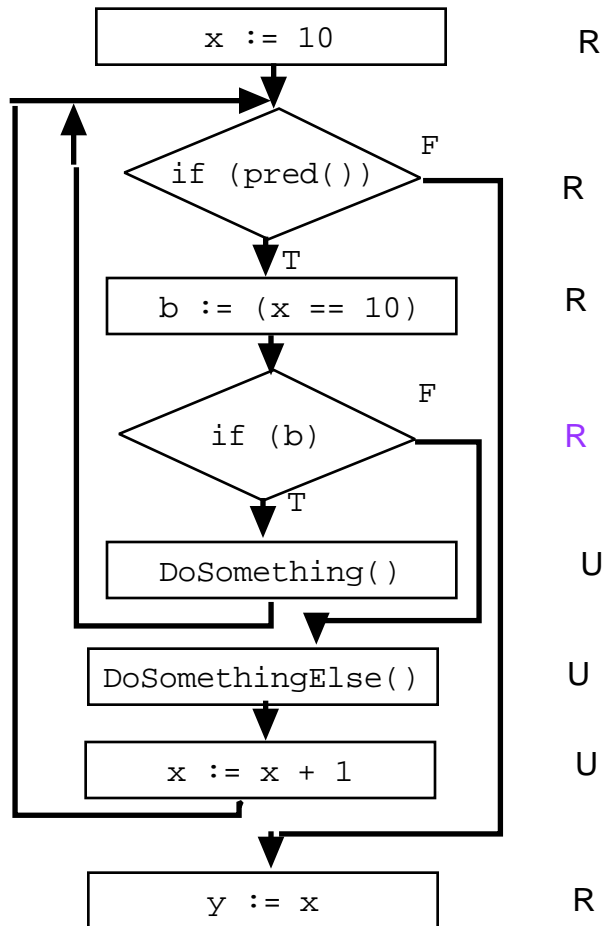 x := 10 R
F
if (pred()) R
T
b := (x == 10) R
F
if (b) R
T
DoSomething() U
DoSomethingElse() U
x := x + 1 U
y := x R